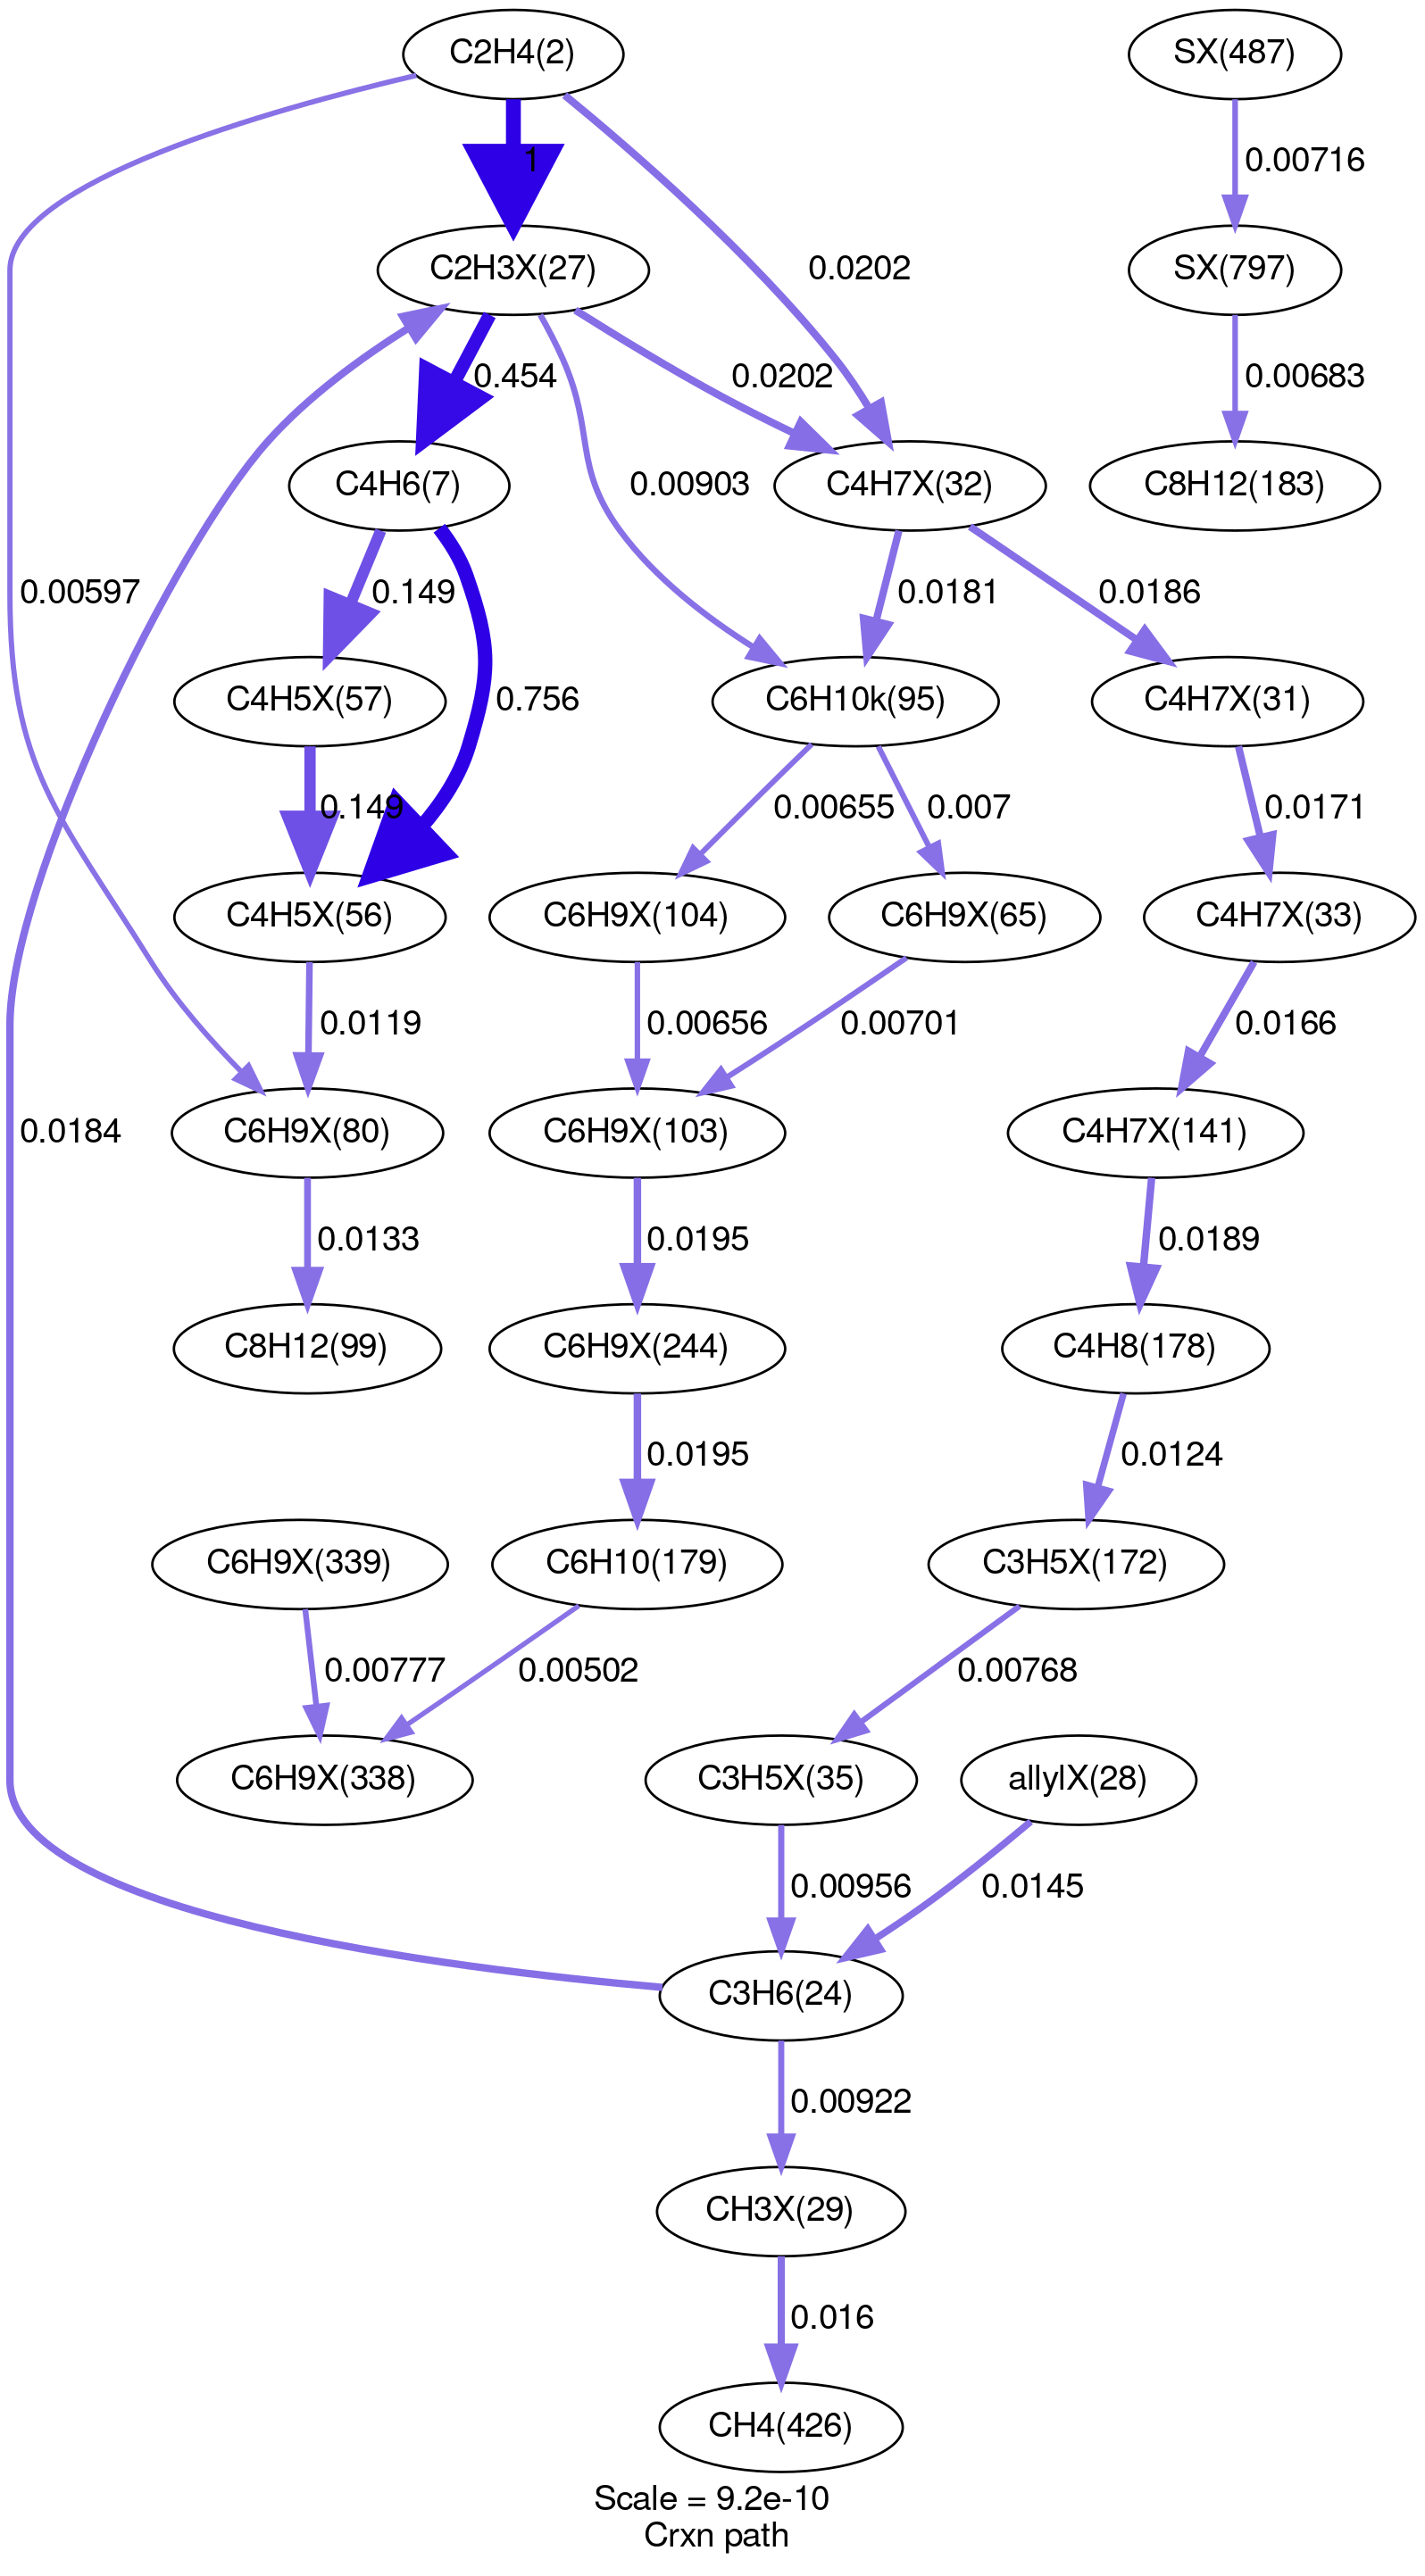 C2H4(2)
SX(487)
1
0.00716
C2H3X(27)
SX(797)
0.0202
0.454
0.0202
0.00683
C4H6(7)
C4H7X(32)
C8H12(183)
0.00903
0.00597
0.149
0.0181
0.0186
C4H5X(57)
0.756
C6H10k(95)
C4H7X(31)
0.149
0.00655
0.007
0.0171
C4H5X(56)
C6H9X(104)
C6H9X(65)
C4H7X(33)
0.0119
0.00656
0.00701
0.0166
0.0184
C6H9X(80)
C6H9X(103)
C4H7X(141)
0.0133
0.0195
0.0189
C8H12(99)
C6H9X(244)
C4H8(178)
0.0195
0.0124
C6H9X(339)
C6H10(179)
C3H5X(172)
0.00777
0.00502
0.00768
C6H9X(338)
C3H5X(35)
allylX(28)
0.00956
0.0145
C3H6(24)
0.00922
CH3X(29)
0.016
CH4(426)
Scale = 9.2e-10
Crxn path